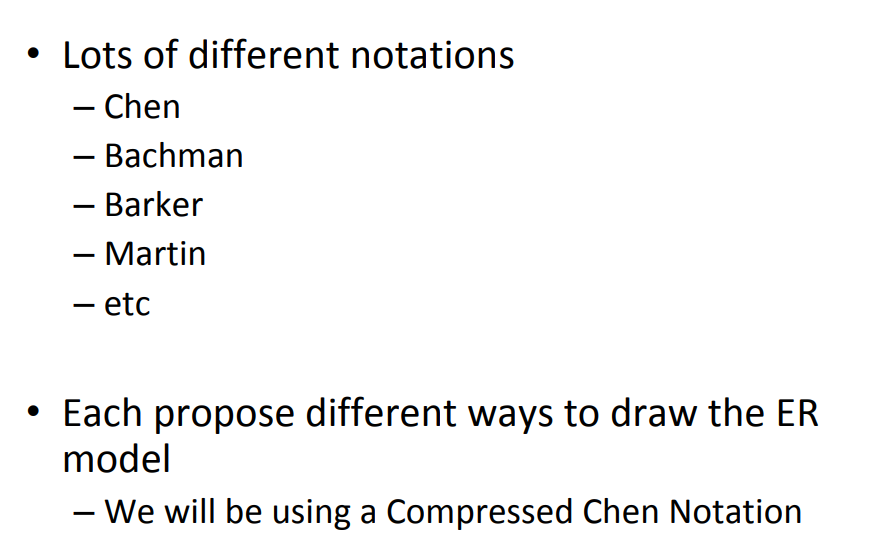 • Lots of different notations
– Chen
– Bachman
– Barker
– Martin
– etc
• Each propose different ways to draw the ER
model
– We will be using a Compressed Chen Notation